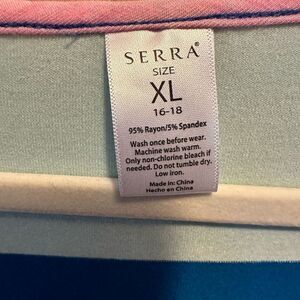 SERRA®
SIZE
XL
16-18
95% Rayon/5% Spandex
Wash once before wear.
Machine wash warm.
Only non-chlorine bleach if
needed. Do not tumble dry.
Low iron.
Made in: China
Hecho en China